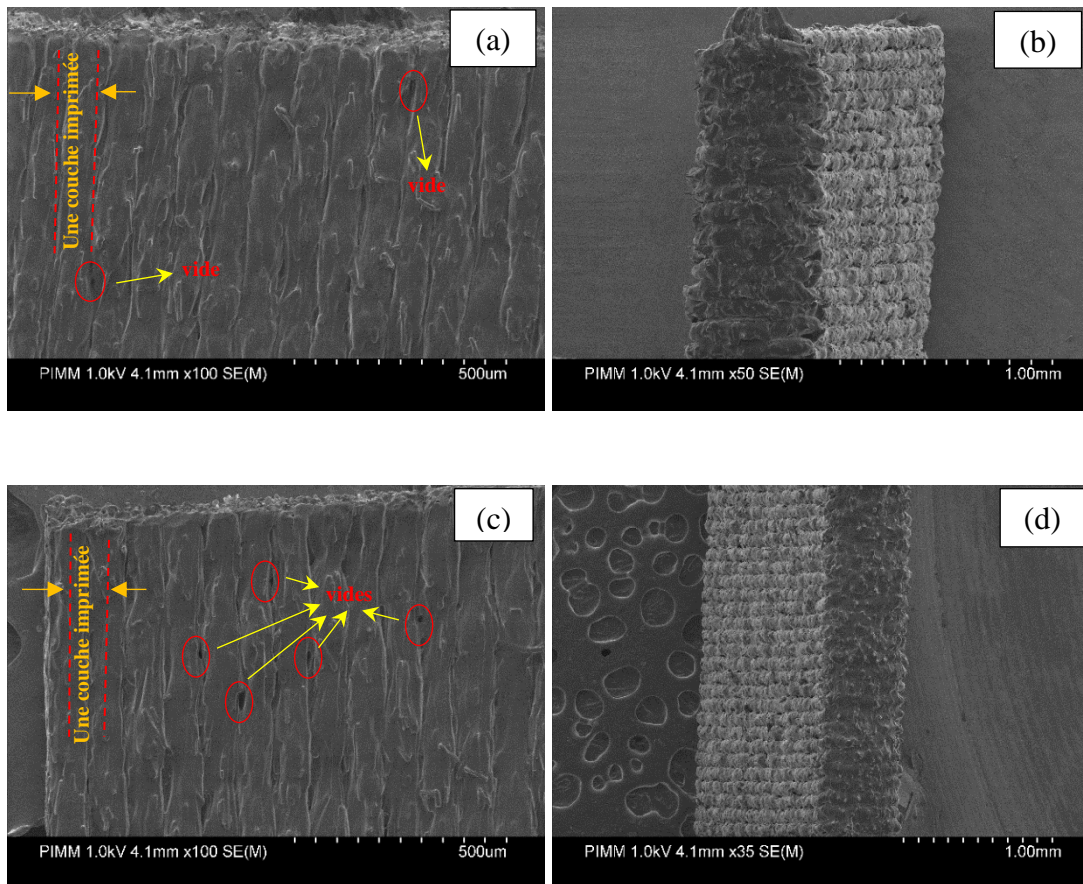 (a)
Une couche imprimée
vide
vide
PIMM 1.0kV 4.1mm x100 SE(M)
500um
(b)
PIMM 1.0kV 4.1mm x50 SE(M)
1.00mm
(c)
Une couche imprimée
vides
PIMM 1.0kV 4.1mm x100 SE(M)
500um
(d)
PIMM 1.0kV 4.1mm x35 SE(M)
1.00mm